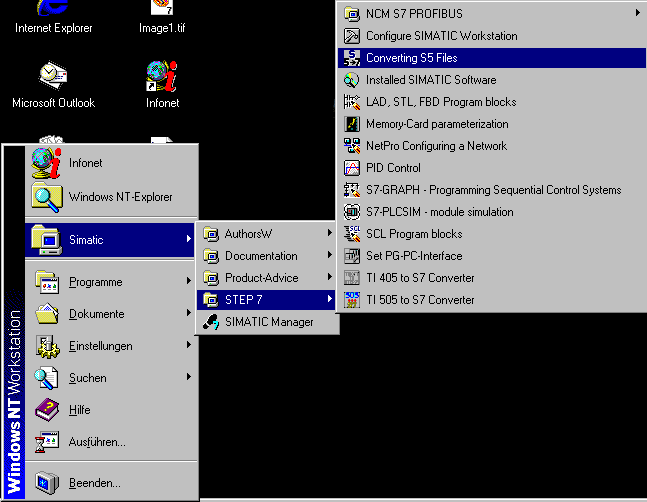 Internet Explorer
Image1.tif
Microsoft Outlook
Infonet
Infonet
Windows NT-Explorer
Simatic
Programme
Dokumente
Einstellungen
Suchen
Hilfe
Ausführen...
Beenden...
Windows NT Workstation
AuthorsW
Documentation
Product-Advice
STEP 7
SIMATIC Manager
NCM S7 PROFIBUS
Configure SIMATIC Workstation
Converting S5 Files
Installed SIMATIC Software
LAD, STL, FBD Program blocks
Memory-Card parameterization
NetPro Configuring a Network
PID Control
S7-GRAPH - Programming Sequential Control Systems
S7-PLCSIM - module simulation
SCL Program blocks
Set PG-PC-Interface
TI 405 to S7 Converter
TI 505 to S7 Converter